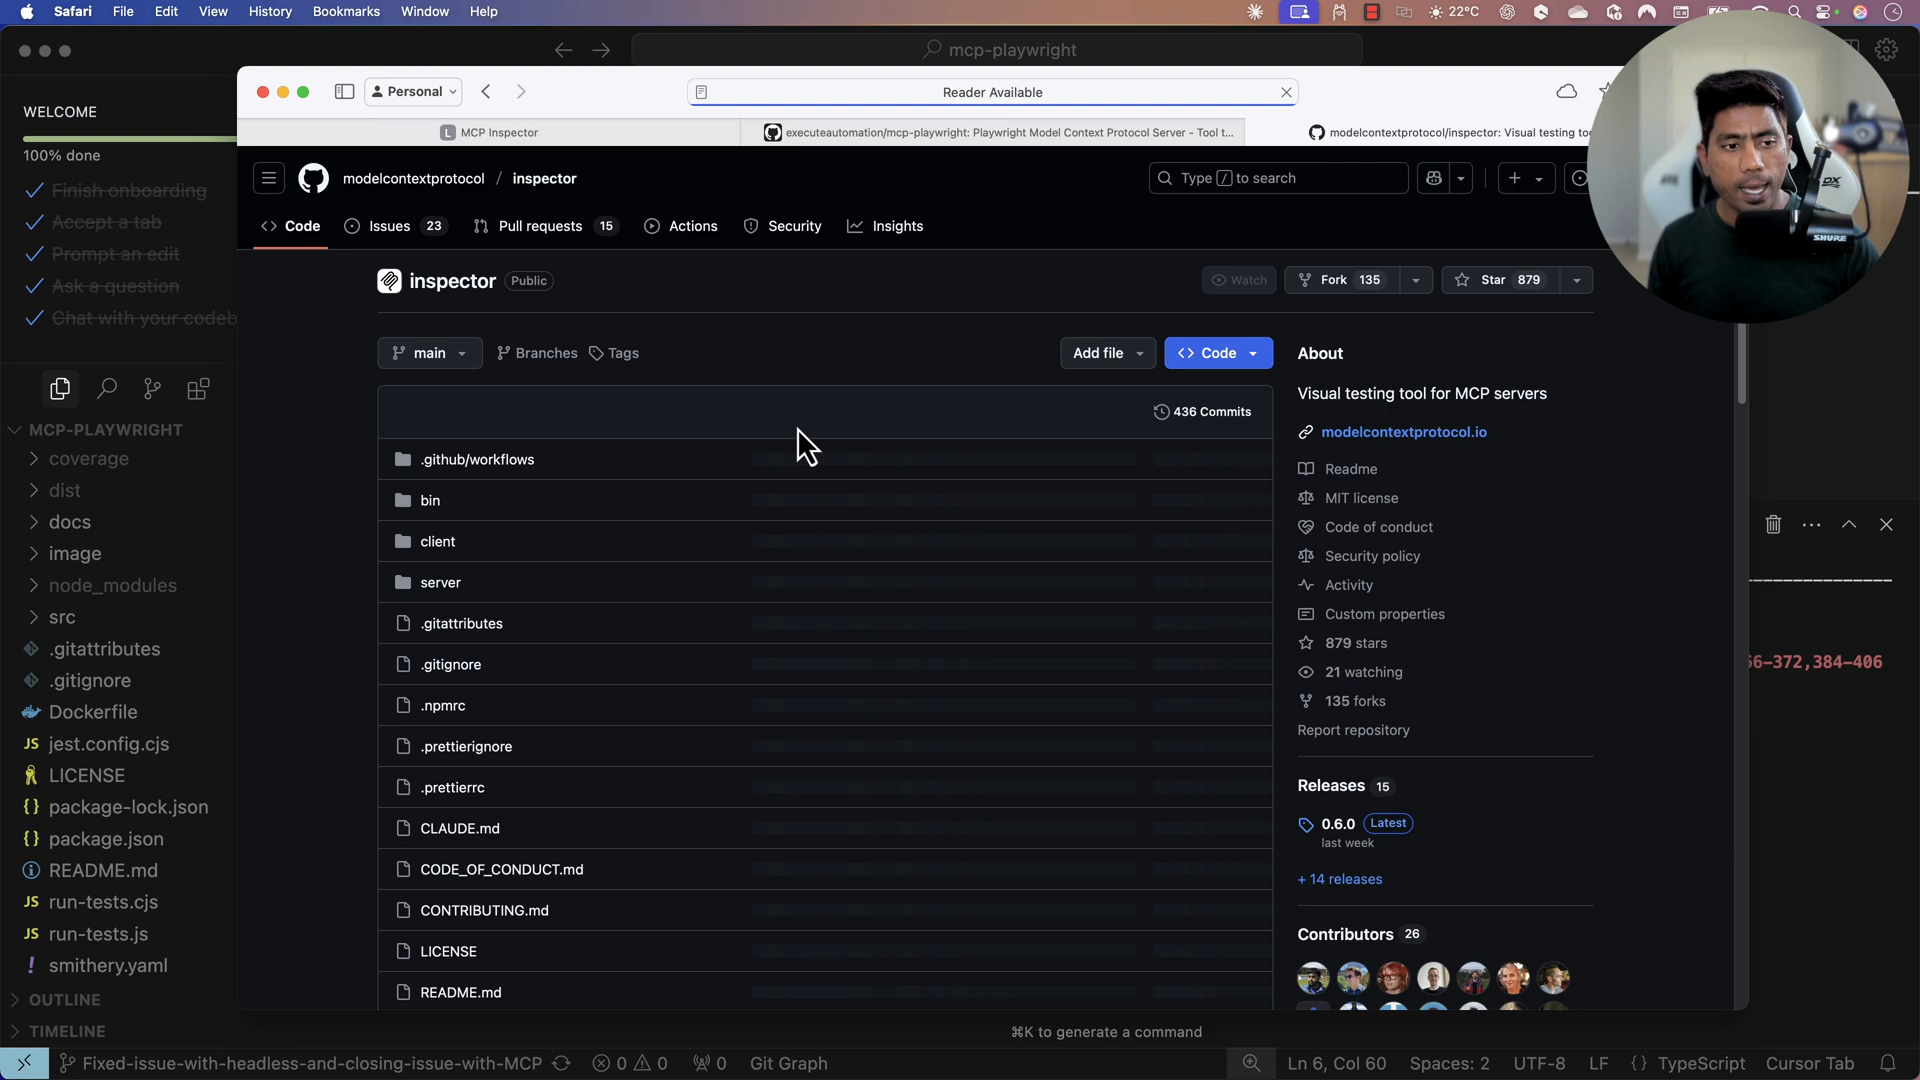 Safari File Edit View History Bookmarks Window Help
22°C
mcp-playwright
WELCOME
100% done
Finish onboarding
Accept a tab
Prompt an edit
Ask a question
Chat with your codeb
MCP-PLAYWRIGHT
coverage
dist
docs
image
node_modules
src
.gitattributes
.gitignore
Dockerfile
JS jest.config.cjs
LICENSE
{} package-lock.json
{} package.json
README.md
JS run-tests.cjs
JS run-tests.js
! smithery.yaml
OUTLINE
TIMELINE
Personal
Reader Available
L MCP Inspector
executeautomation/mcp-playwright: Playwright Model Context Protocol Server - Tool t...
modelcontextprotocol/inspector: Visual testing too
modelcontextprotocol / inspector
Type / to search
Code
Issues 23
Pull requests 15
Actions
Security
Insights
inspector Public
Watch
Fork 135
Star 879
main
Branches
Tags
Add file
<> Code
436 Commits
.github/workflows
bin
client
server
.gitattributes
.gitignore
.npmrc
.prettierignore
.prettierrc
CLAUDE.md
CODE_OF_CONDUCT.md
CONTRIBUTING.md
LICENSE
README.md
About
Visual testing tool for MCP servers
modelcontextprotocol.io
Readme
MIT license
Code of conduct
Security policy
Activity
Custom properties
879 stars
21 watching
135 forks
Report repository
Releases 15
0.6.0 Latest
last week
+ 14 releases
Contributors 26
SHURE
DX
66-372,384-406
⌘K to generate a command
Fixed-issue-with-headless-and-closing-issue-with-MCP
0 0
0
Git Graph
Ln 6, Col 60
Spaces: 2
UTF-8
LF
{} TypeScript
Cursor Tab